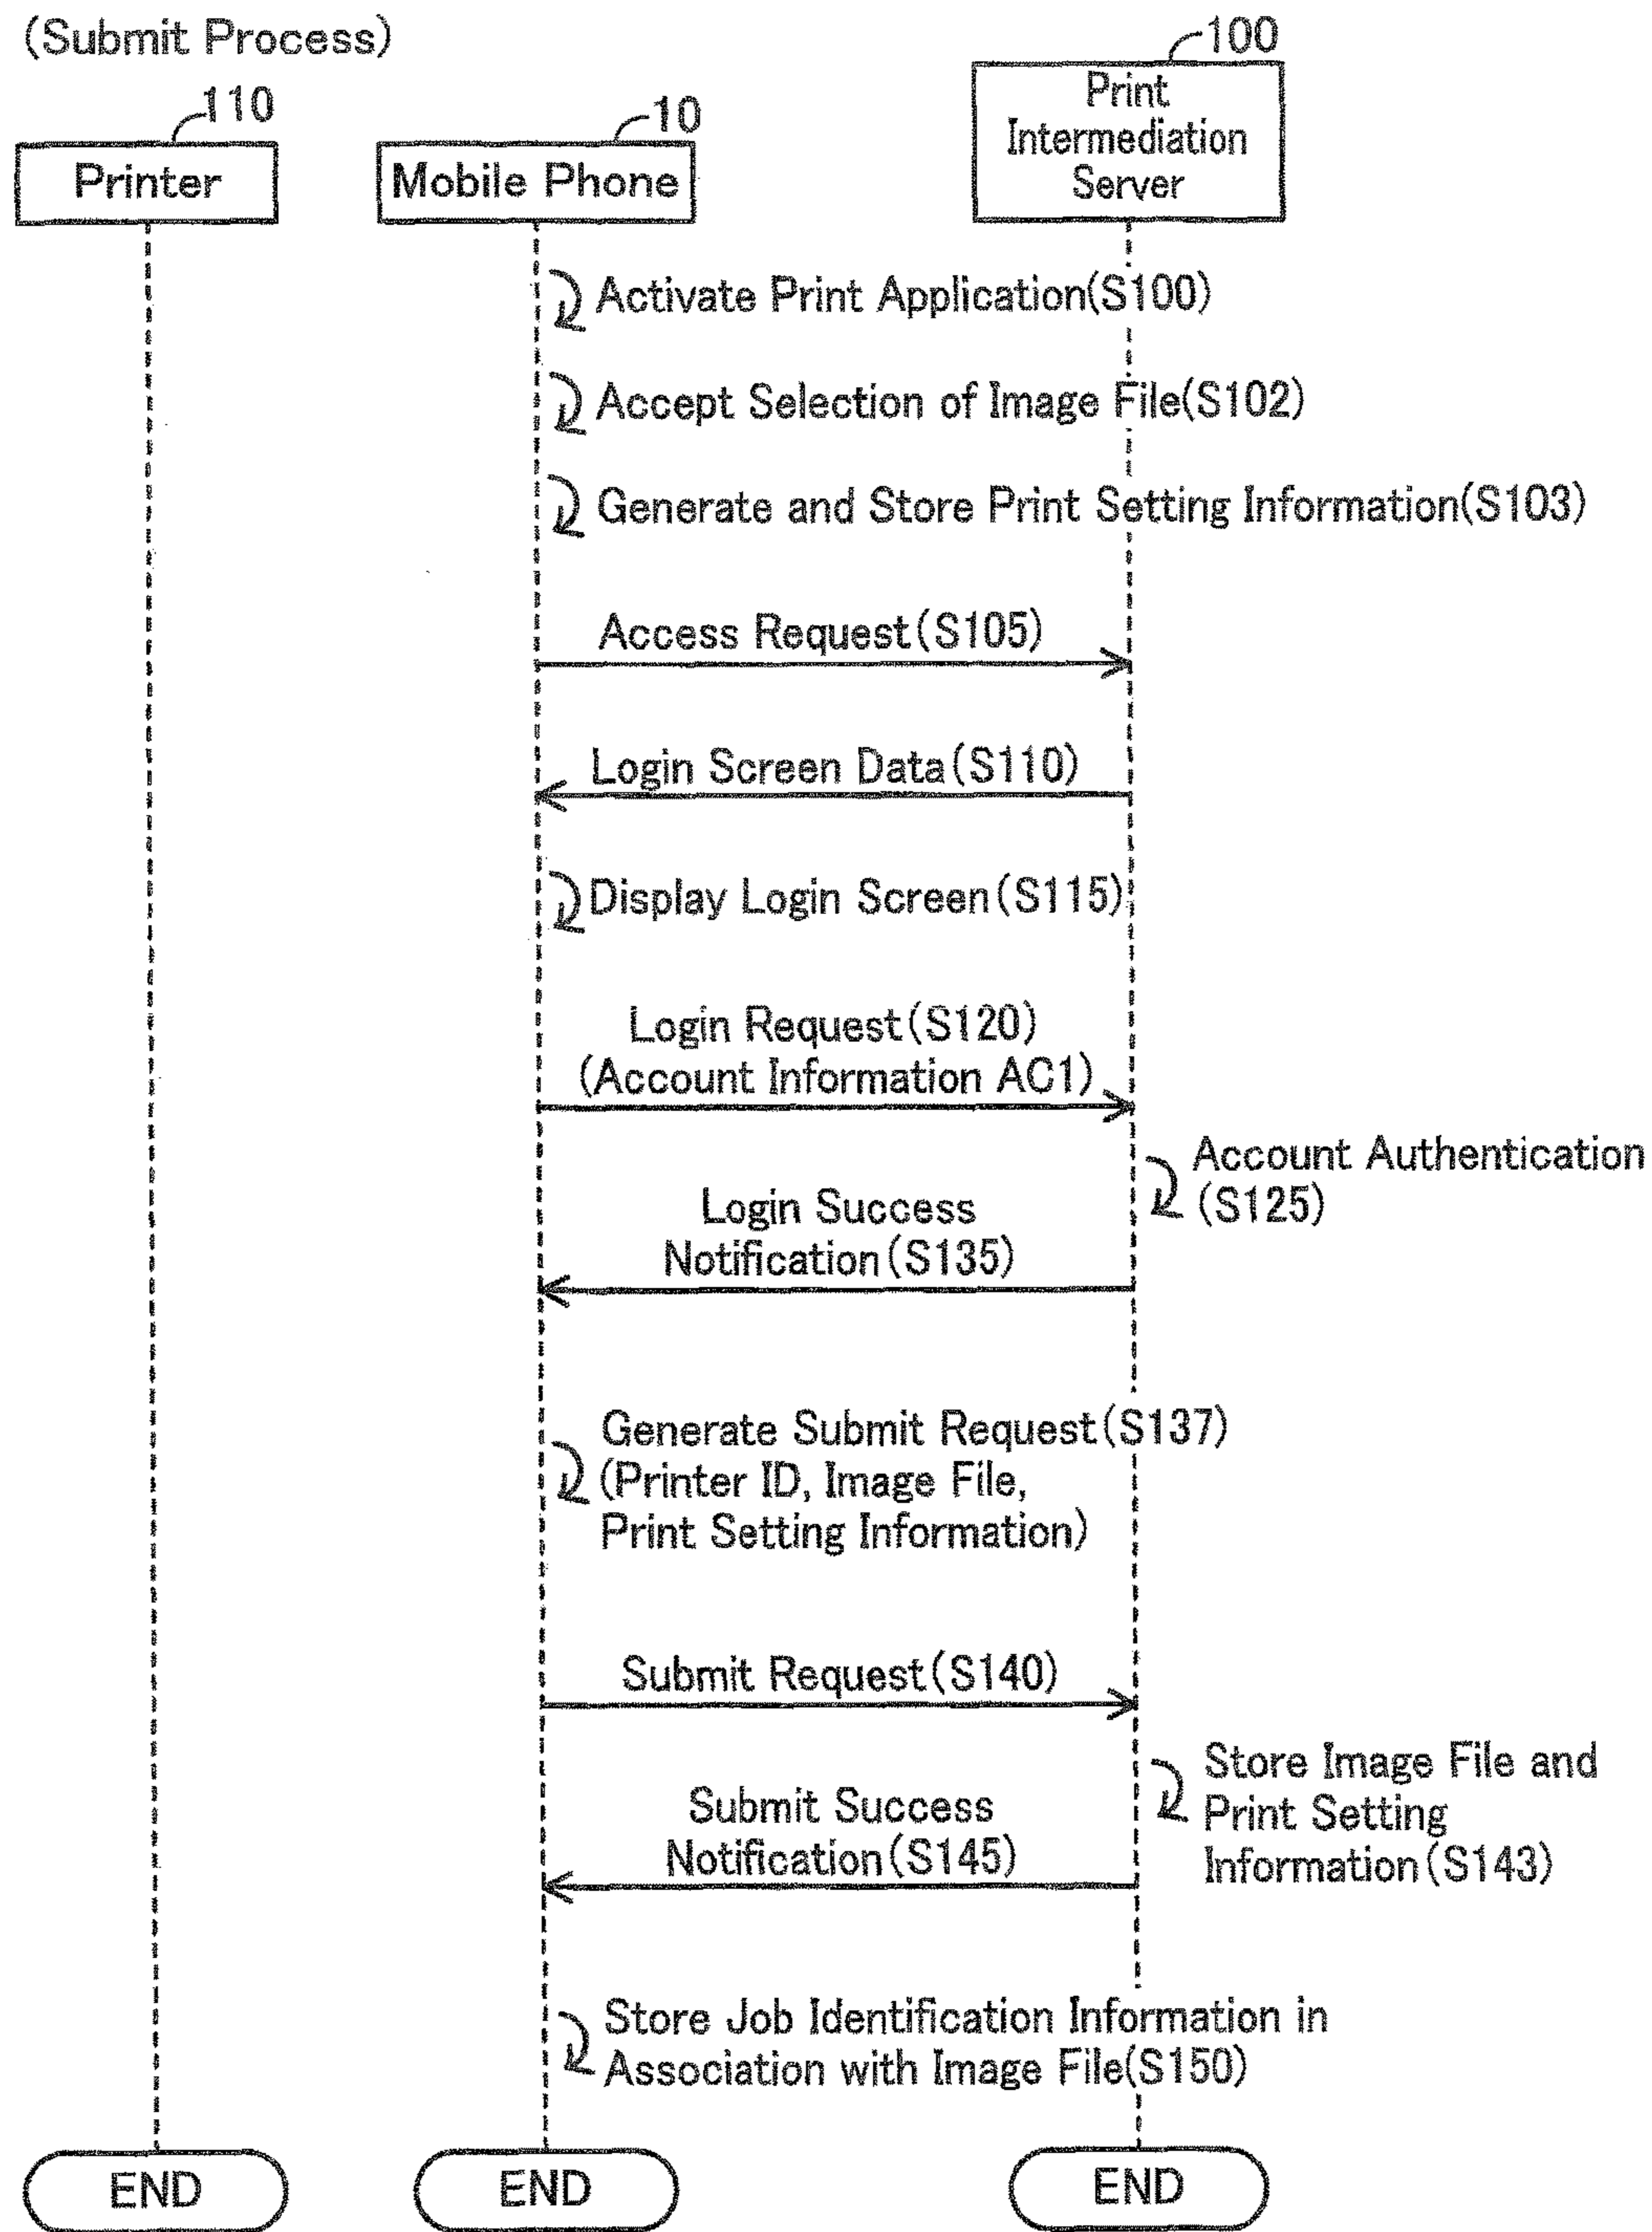 (Submit Process)
110
10
100
Printer
Mobile Phone
Print
Intermediation
Server
Activate Print Application(S100)
Accept Selection of Image File(S102)
Generate and Store Print Setting Information(S103)
Access Request(S105)
Login Screen Data(S110)
Display Login Screen(S115)
Login Request(S120)
(Account Information AC1)
Account Authentication
(S125)
Login Success
Notification(S135)
Generate Submit Request(S137)
(Printer ID, Image File,
Print Setting Information)
Submit Request(S140)
Store Image File and
Print Setting
Information(S143)
Submit Success
Notification(S145)
Store Job Identification Information in
Association with Image File(S150)
END
END
END